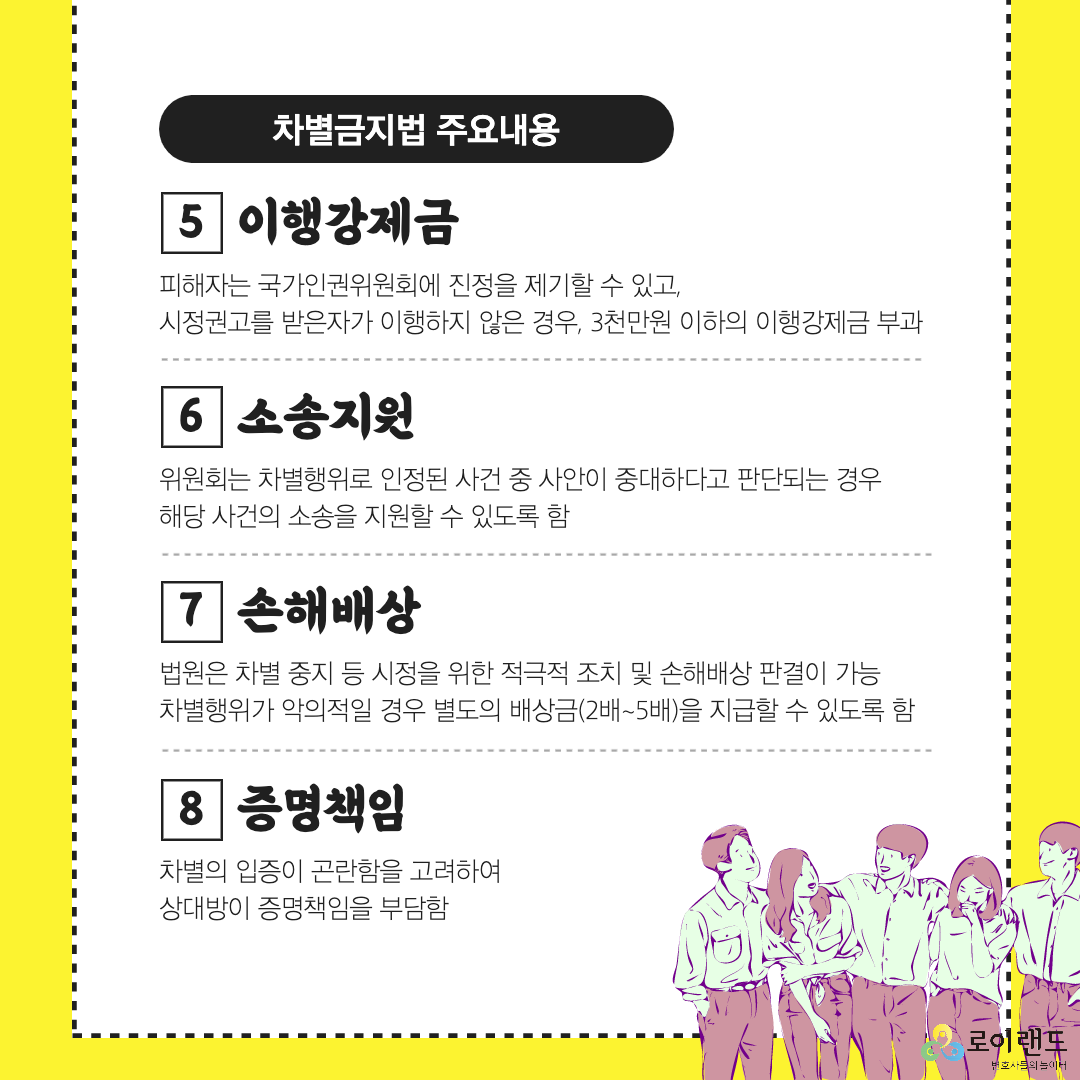 차별금지법 주요내용
5 이행강제금
피해자는 국가인권위원회에 진정을 제기할 수 있고,
시정권고를 받은자가 이행하지 않은 경우, 3천만원 이하의 이행강제금 부과
6 소송지원
위원회는 차별행위로 인정된 사건 중 사안이 중대하다고 판단되는 경우
해당 사건의 소송을 지원할 수 있도록 함
7 손해배상
법원은 차별 중지 등 시정을 위한 적극적 조치 및 손해배상 판결이 가능
차별행위가 악의적일 경우 별도의 배상금(2배~5배)을 지급할 수 있도록 함
8 증명책임
차별의 입증이 곤란함을 고려하여
상대방이 증명책임을 부담함
로이랜드
변호사들의 놀이터